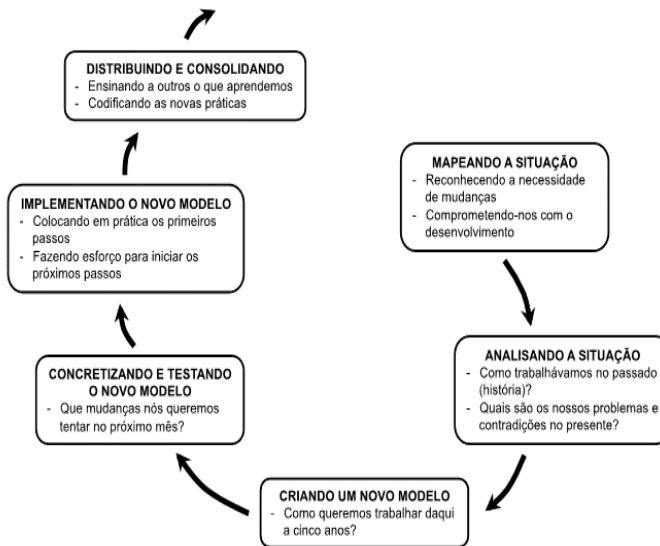 MAPEANDO A SITUAÇÃO
- Reconhecendo a necessidade
de mudanças
- Comprometendo-nos com o
desenvolvimento
ANALISANDO A SITUAÇÃO
- Como trabalhávamos no passado
(história)?
- Quais são os nossos problemas e
contradições no presente?
CRIANDO UM NOVO MODELO
- Como queremos trabalhar daqui
a cinco anos?
CONCRETIZANDO E TESTANDO
O NOVO MODELO
- Que mudanças nós queremos
tentar no próximo mês?
IMPLEMENTANDO O NOVO MODELO
- Colocando em prática os primeiros
passos
- Fazendo esforço para iniciar os
próximos passos
DISTRIBUINDO E CONSOLIDANDO
- Ensinando a outros o que aprendemos
- Codificando as novas práticas